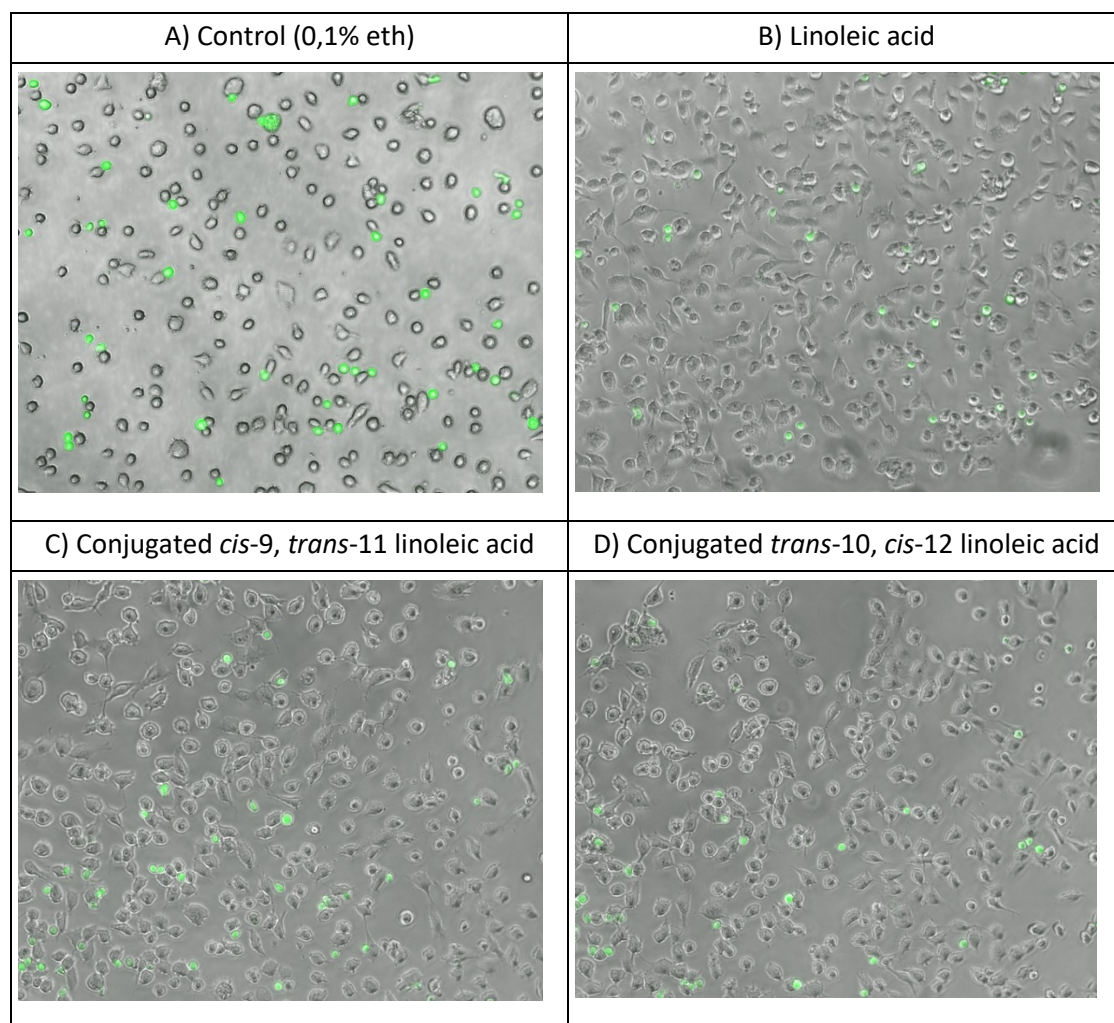 A) Control (0,1% eth)
B) Linoleic acid
C) Conjugated cis-9, trans-11 linoleic acid
D) Conjugated trans-10, cis-12 linoleic acid